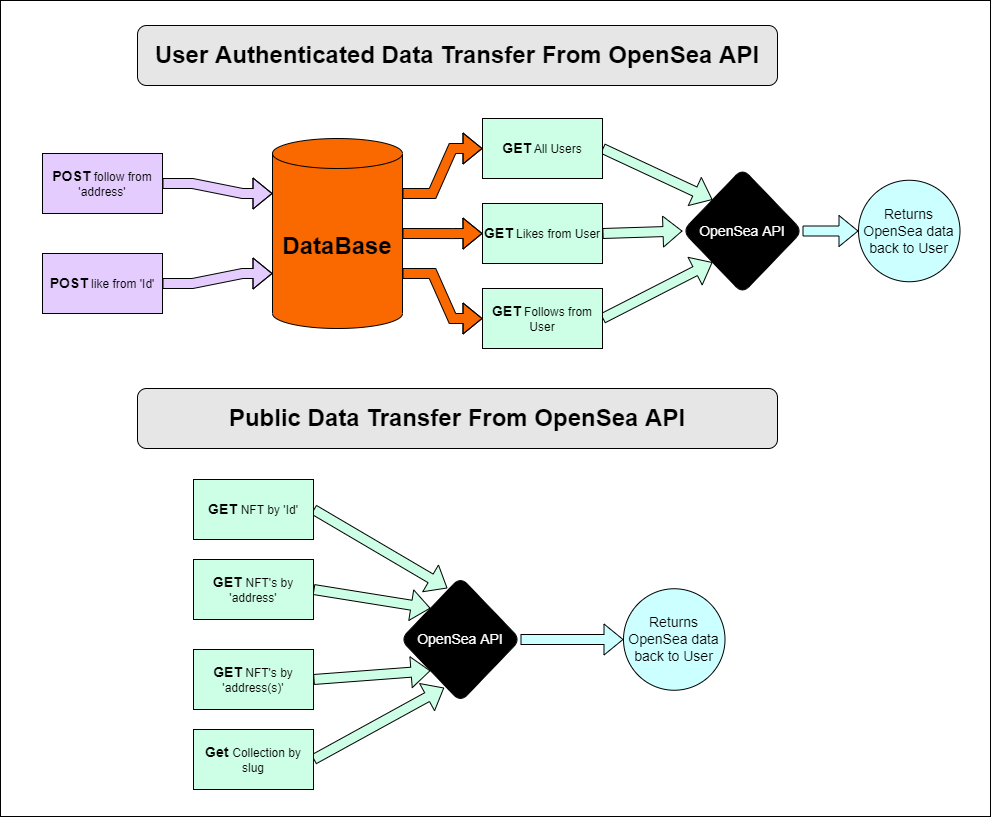 User Authenticated Data Transfer From OpenSea API
POST follow from
'address'
POST like from 'Id'
DataBase
GET All Users
GET Likes from User
GET Follows from
User
OpenSea API
Returns
OpenSea data
back to User
Public Data Transfer From OpenSea API
GET NFT by 'Id'
GET NFT's by
'address'
GET NFT's by
'address(s)'
Get Collection by
slug
OpenSea API
Returns
OpenSea data
back to User